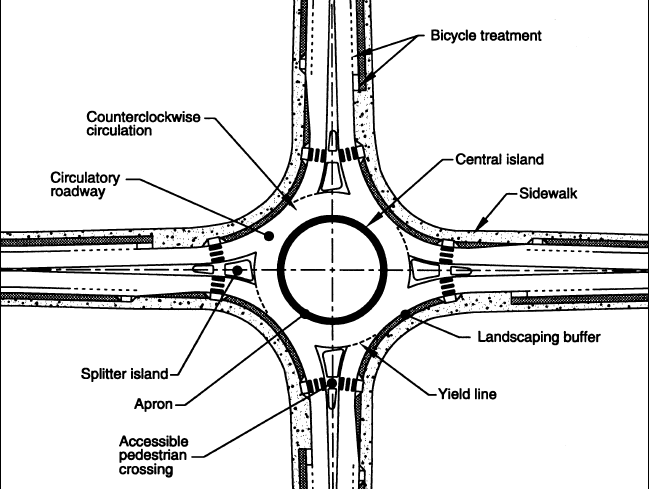 Bicycle treatment
Counterclockwise
circulation
Central island
Circulatory
roadway
Sidewalk
Landscaping buffer
Splitter island
Yield line
Apron
Accessible
pedestrian
crossing